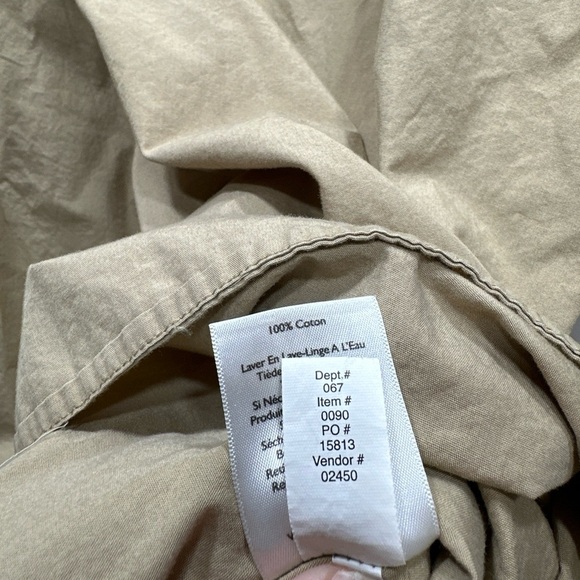 100% Coton
Laver En Lave-Linge A L'Eau
Tiède
Si Néc
Produi
Séch
Dept.#
067
Item #
0090
PO #
15813
Vendor #
02450